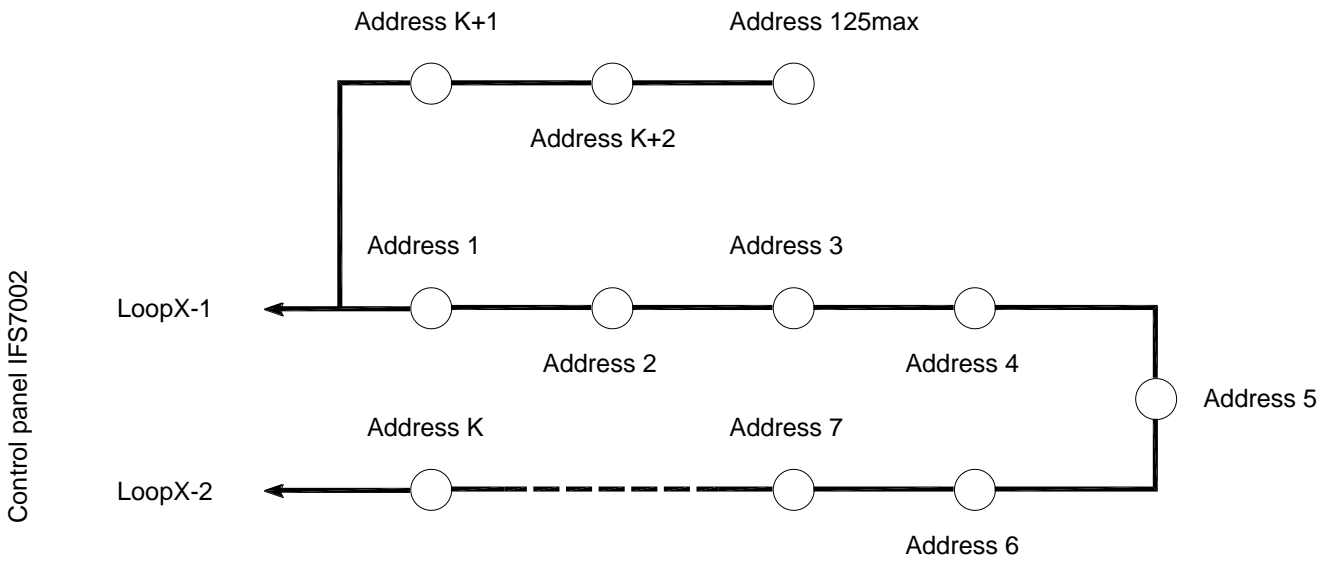 Address K+1
Address 125max
Address K+2
Address 1
Address 3
LoopX-1
Address 2
Address 4
Address 5
Address K
Address 7
LoopX-2
Address 6
Control panel IFS7002